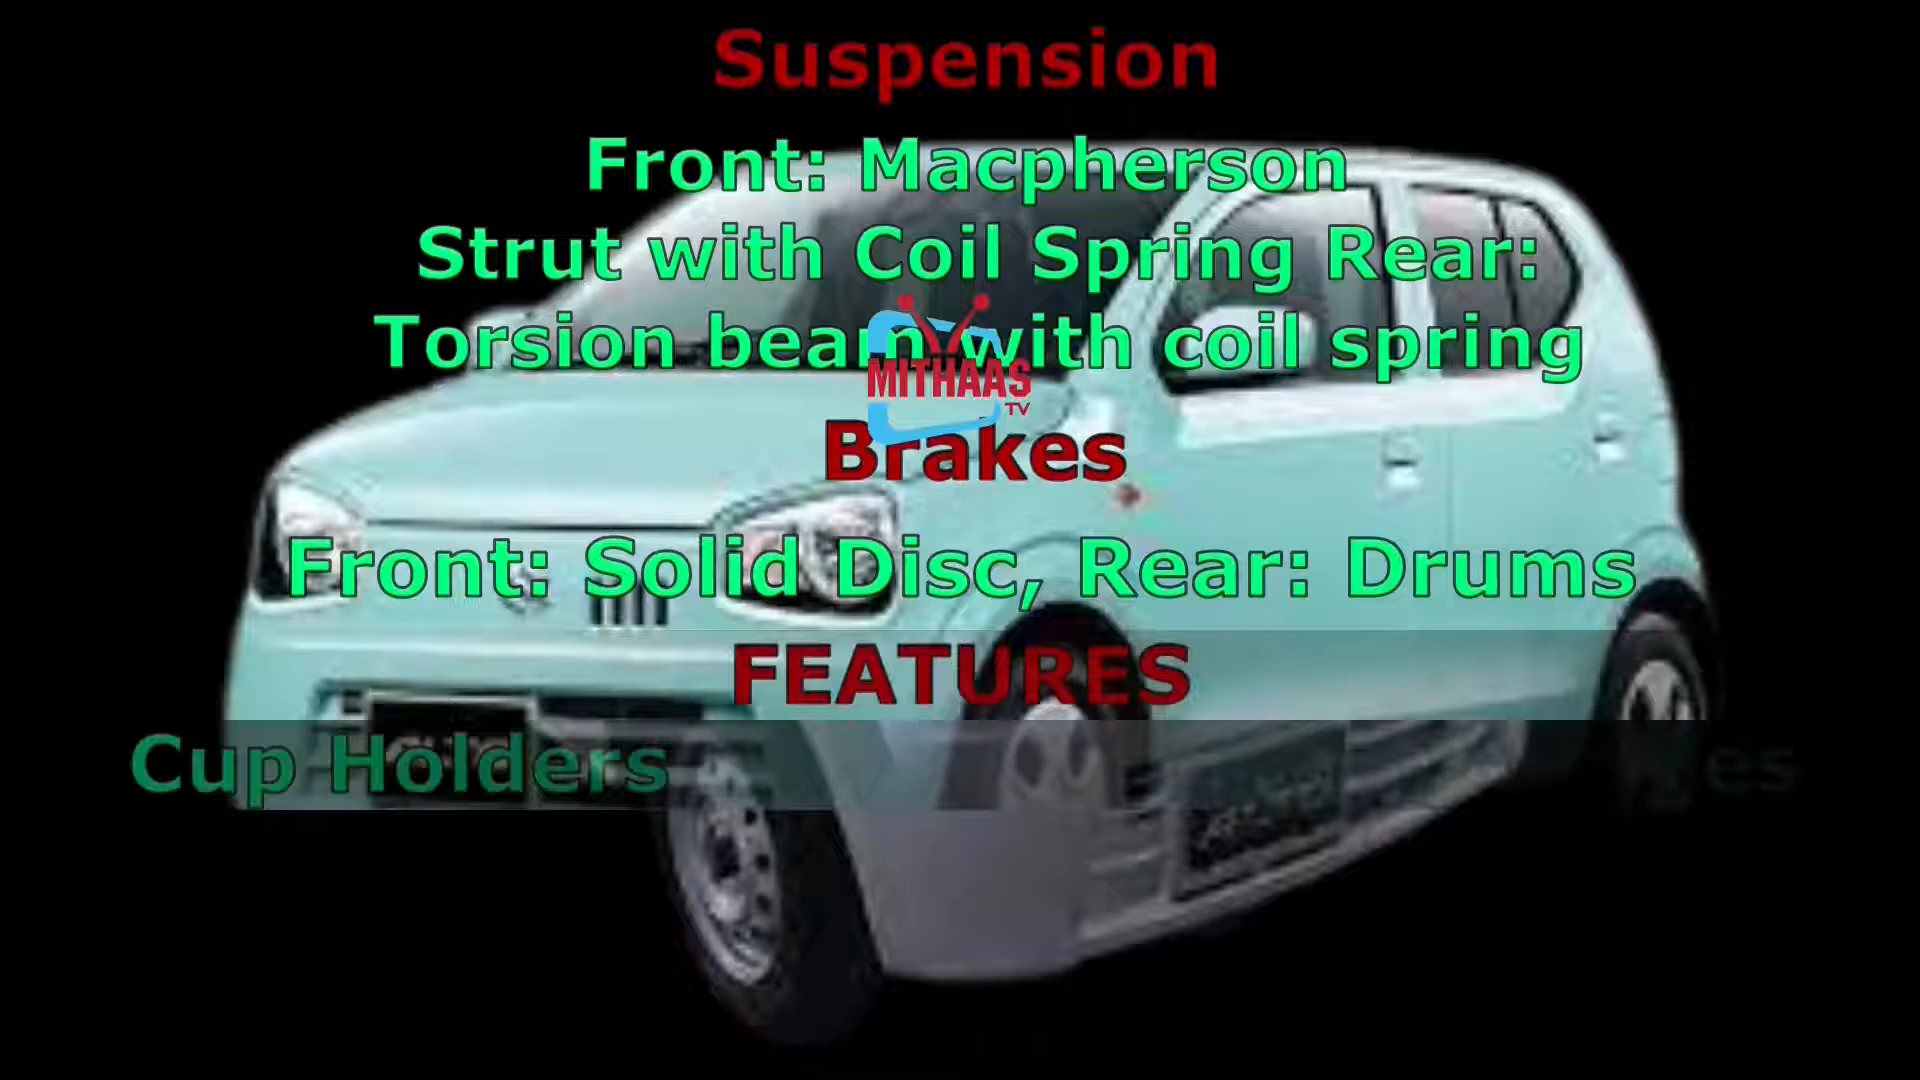 Suspension
Front: Macpherson
Strut with Coil Spring Rear:
Torsion beam with coil spring
MITHAAS
TV
Brakes
Front: Solid Disc, Rear: Drums
FEATURES
Cup Holders